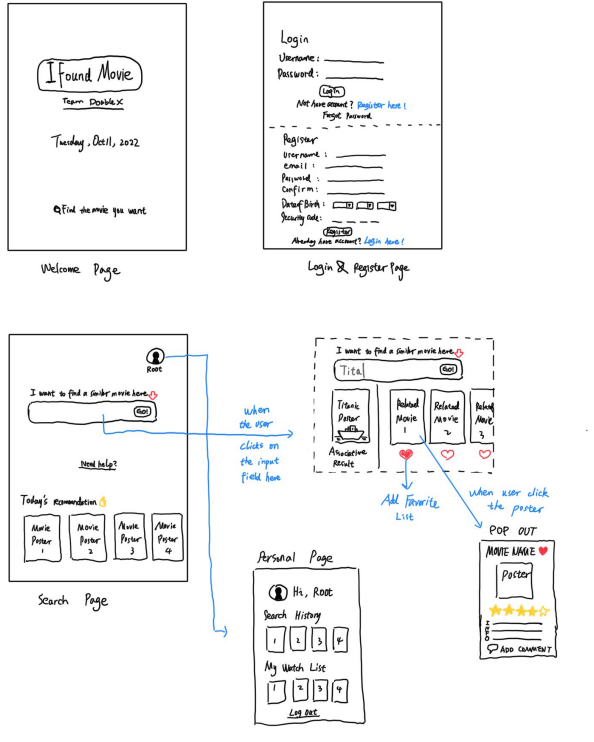 I Found Movie
Team DoobleX
Tuesday, Oct 11, 2022
Find the movie you want
Welcome Page
Login
Username:
Password:
Log In
Not have account? Register here!
Forgot Password
Register
Username:
email:
Password:
Confirm:
Date of Birth:
Security code:
Register
Already have account? Login here!
Login & Register Page
Root
I want to find a similar movie here
GO!
Need help?
Today's recomendation
Movie Poster 1
Movie Poster 2
Movie Poster 3
Movie Poster 4
Search Page
when
the user
clicks on
the input
field here
I want to find a similar movie here
Tita
GO!
Titanic
Poster
Associative
Result
Related
Movie
1
Related
Movie
2
Related
Movie
3
Add Favorite
List
when user click
the poster
POP OUT
MOVIE NAME
Poster
INFO
ADD COMMENT
Personal Page
Hi, Root
Search History
1 2 3 4
My Watch List
1 2 3 4
Log Out